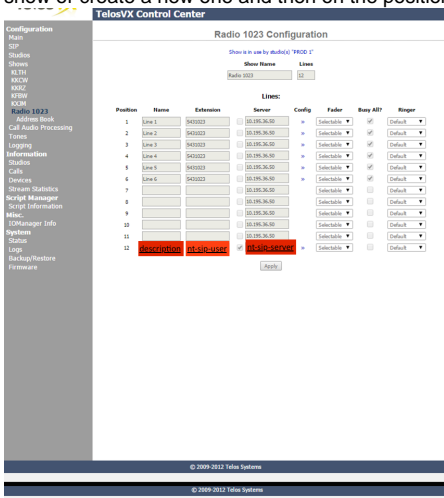 show or create a new one and then on the position
TelosVX Control Center
Configuration
Main
SIP
Studios
Shows
KLTH
KKCW
KKRZ
KFBW
KXJM
Radio 1023
Address Book
Call Audio Processing
Tones
Logging
Information
Studios
Calls
Devices
Stream Statistics
Script Manager
Script Information
Misc.
IOManager Info
System
Status
Logs
Backup/Restore
Firmware
Radio 1023 Configuration
Show is in use by studio(s) "PROD 1"
Show Name Lines
Radio 1023 12
Lines:
Position Name Extension Server Config Fader Busy All? Ringer
1 Line 1 5431023 10.195.36.50 » Selectable Default
2 Line 2 5431023 10.195.36.50 » Selectable Default
3 Line 3 5431023 10.195.36.50 » Selectable Default
4 Line 4 5431023 10.195.36.50 » Selectable Default
5 Line 5 5431023 10.195.36.50 » Selectable Default
6 Line 6 5431023 10.195.36.50 » Selectable Default
7 10.195.36.50 » Selectable Default
8 10.195.36.50 » Selectable Default
9 10.195.36.50 » Selectable Default
10 10.195.36.50 » Selectable Default
11 10.195.36.50 » Selectable Default
12 description nt-sip-user nt-sip-server » Selectable Default
Apply
© 2009-2012 Telos Systems
© 2009-2012 Telos Systems